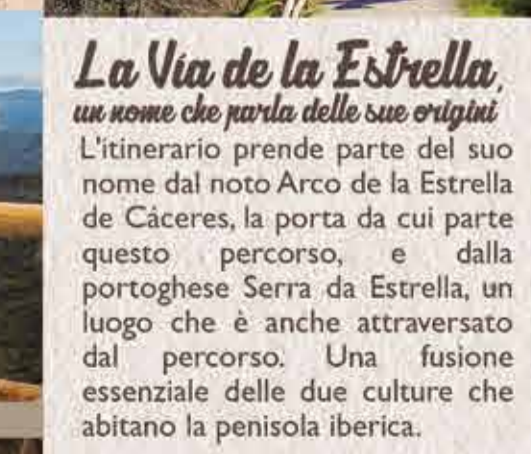 La Vía de la Estrella,
un nome che parla delle sue origini
L'itinerario prende parte del suo
nome dal noto Arco de la Estrella
de Cáceres, la porta da cui parte
questo percorso, e dalla
portoghese Serra da Estrella, un
luogo che è anche attraversato
dal percorso. Una fusione
essenziale delle due culture che
abitano la penisola iberica.